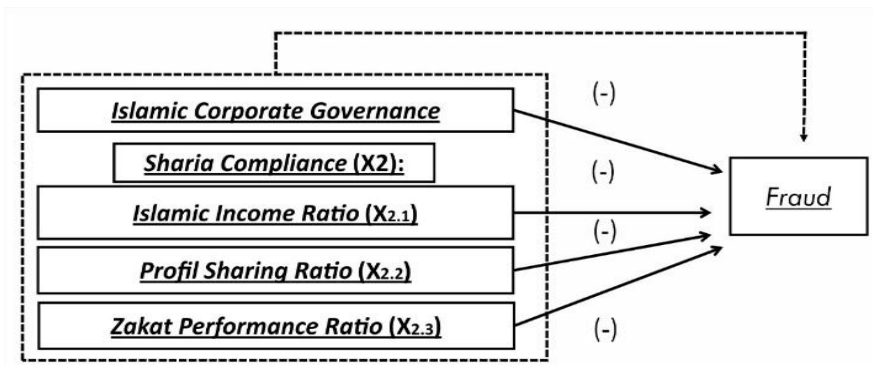 Islamic Corporate Governance
(-)
Sharia Compliance (X2):
(-)
Islamic Income Ratio (X2.1)
Fraud
(-)
Profil Sharing Ratio (X2.2)
Zakat Performance Ratio (X2.3)
(-)